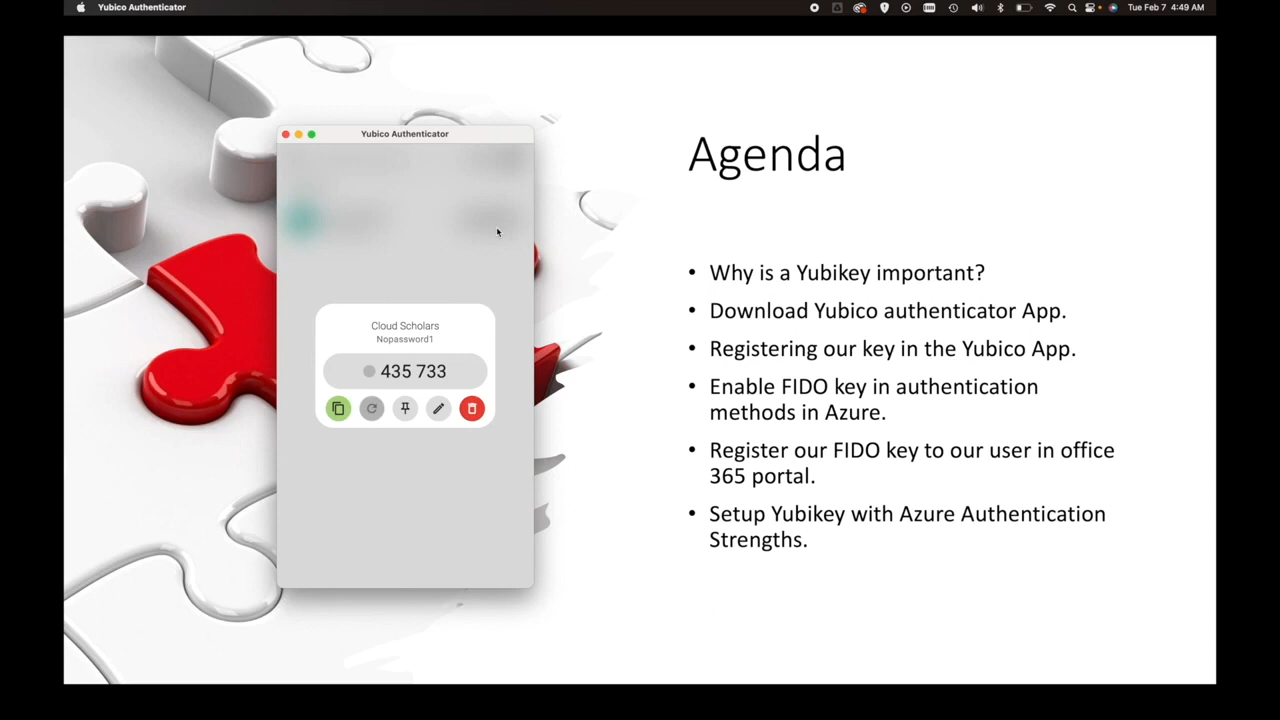 Yubico Authenticator
Tue Feb 7 4:49 AM
Yubico Authenticator
Cloud Scholars
Nopassword1
435 733
Agenda
• Why is a Yubikey important?
• Download Yubico authenticator App.
• Registering our key in the Yubico App.
• Enable FIDO key in authentication
methods in Azure.
• Register our FIDO key to our user in office
365 portal.
• Setup Yubikey with Azure Authentication
Strengths.